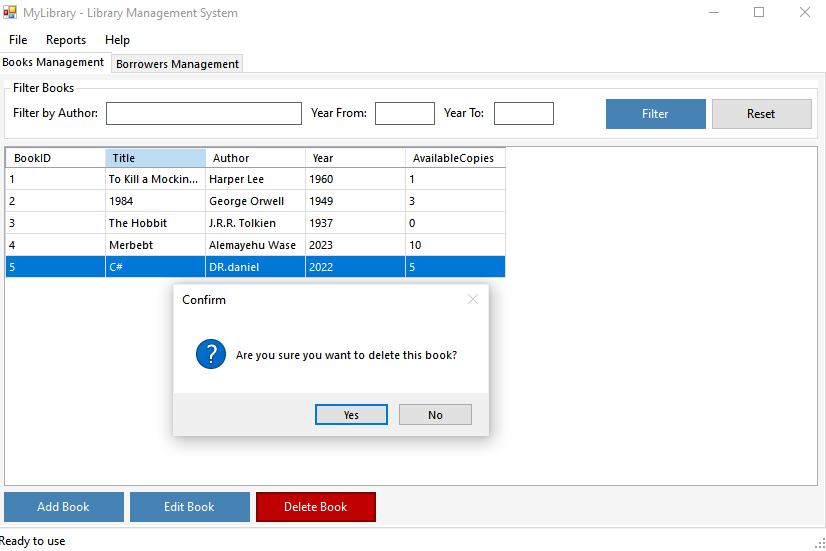 MyLibrary - Library Management System
File Reports Help
Books Management Borrowers Management
Filter Books
Filter by Author: Year From: Year To: Filter Reset
BookID Title Author Year AvailableCopies
1 To Kill a Mockin... Harper Lee 1960 1
2 1984 George Orwell 1949 3
3 The Hobbit J.R.R. Tolkien 1937 0
4 Merbebt Alemayehu Wase 2023 10
5 C# DR.daniel 2022 5
Confirm
? Are you sure you want to delete this book?
Yes No
Add Book Edit Book Delete Book
Ready to use